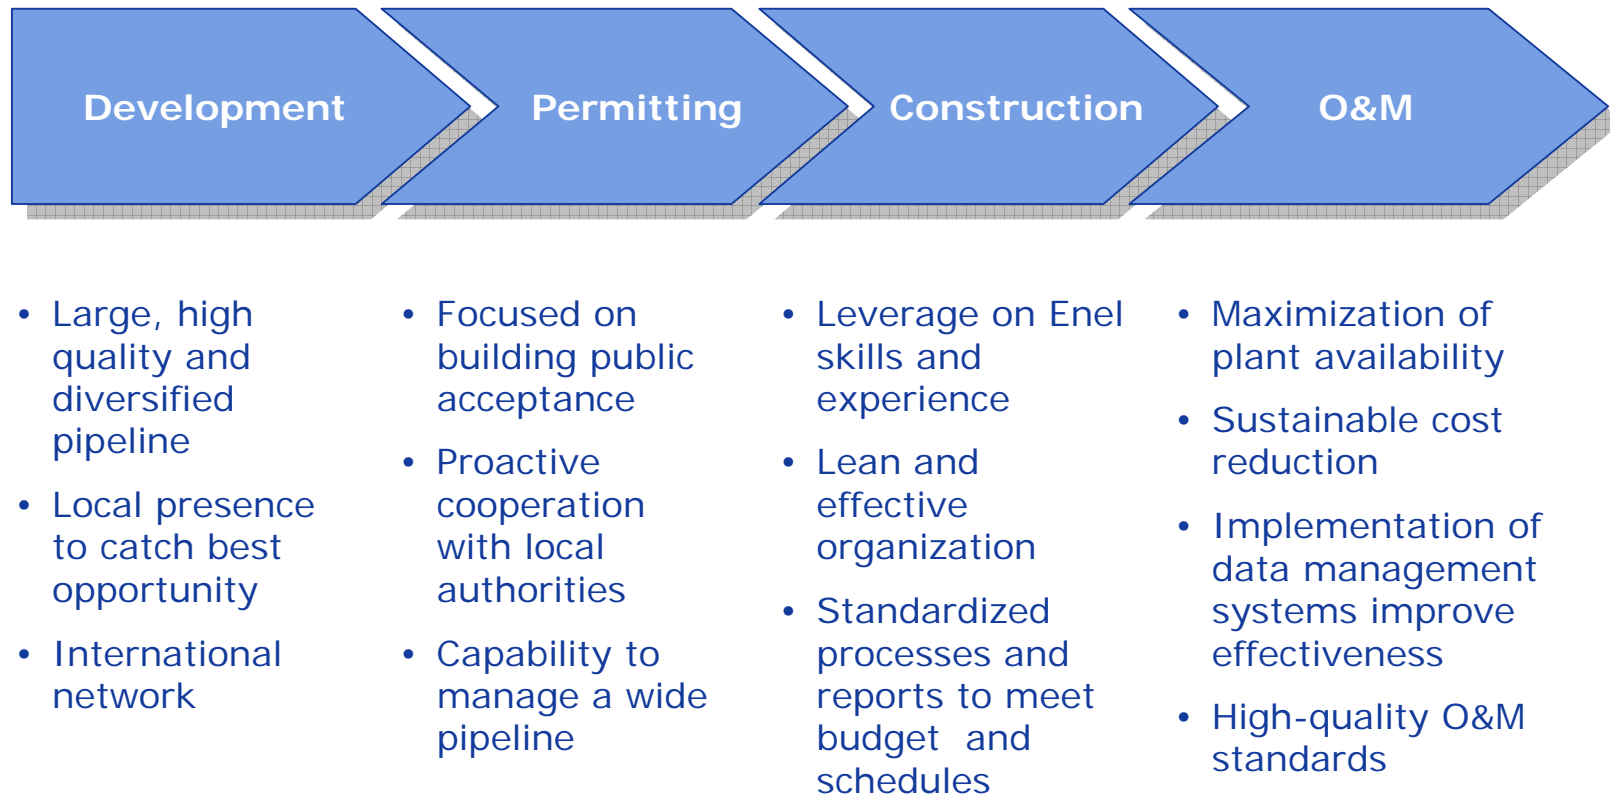 Development
Permitting
Construction
O&M
• Large, high
quality and
diversified
pipeline
• Local presence
to catch best
opportunity
• International
network
• Focused on
building public
acceptance
• Proactive
cooperation
with local
authorities
• Capability to
manage a wide
pipeline
• Leverage on Enel
skills and
experience
• Lean and
effective
organization
• Standardized
processes and
reports to meet
budget  and
schedules
• Maximization of
plant availability
• Sustainable cost
reduction
• Implementation of
data management
systems improve
effectiveness
• High-quality O&M
standards